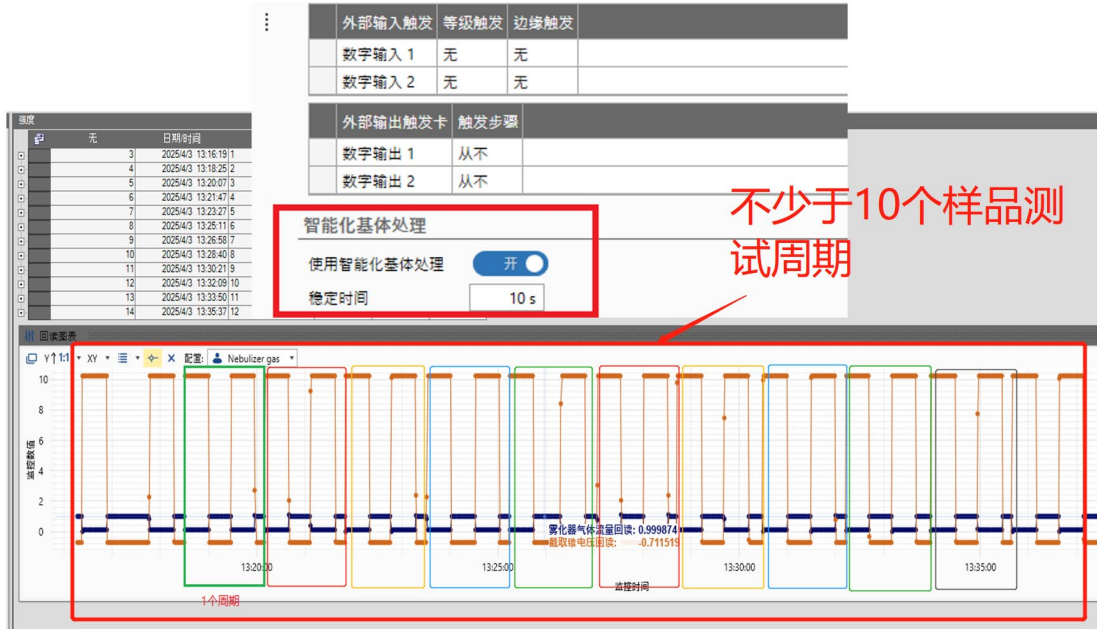 外部输入触发 等级触发 边缘触发
数字输入 1 无 无
数字输入 2 无 无
外部输出触发卡 触发步骤
数字输出 1 从不
数字输出 2 从不
智能化基体处理
使用智能化基体处理 开
稳定时间 10 s
不少于10个样品测
试周期
强度
无 日期/时间
3 2025/4/3 13:16:19 1
4 2025/4/3 13:18:25 2
5 2025/4/3 13:20:07 3
6 2025/4/3 13:21:47 4
7 2025/4/3 13:23:27 5
8 2025/4/3 13:25:11 6
9 2025/4/3 13:26:58 7
10 2025/4/3 13:28:40 8
11 2025/4/3 13:30:21 9
12 2025/4/3 13:32:09 10
13 2025/4/3 13:33:50 11
14 2025/4/3 13:35:37 12
回读图表
Y 1:1 XY 配置: Nebulizer gas
10
8
6
4
2
0
监控数值
雾化器气体流量回读: 0.999874
截取锥电压回读: -0.711519
13:20:00 13:25:00 13:30:00 13:35:00
监控时间
1个周期